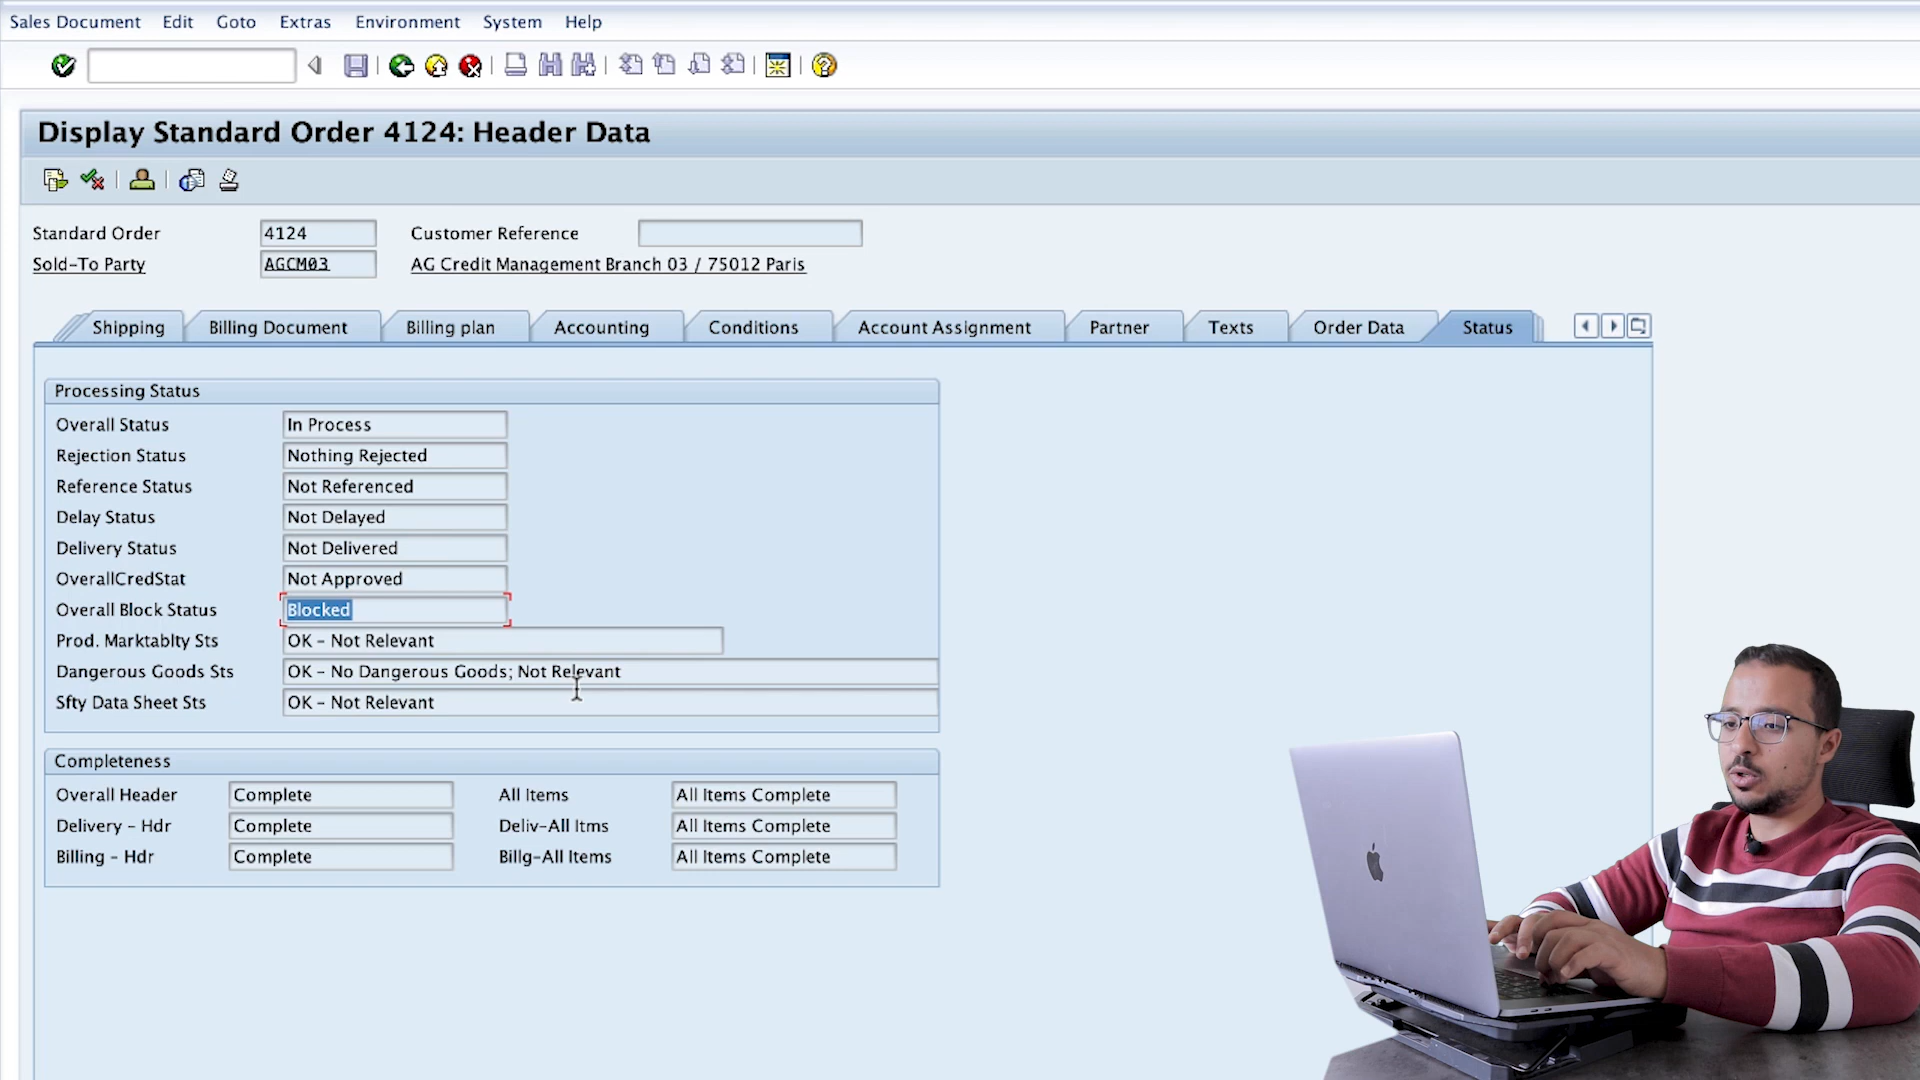 Sales Document Edit Goto Extras Environment System Help
Display Standard Order 4124: Header Data
Standard Order 4124 Customer Reference
Sold-To Party AGCM03 AG Credit Management Branch 03 / 75012 Paris
Shipping Billing Document Billing plan Accounting Conditions Account Assignment Partner Texts Order Data Status
Processing Status
Overall Status In Process
Rejection Status Nothing Rejected
Reference Status Not Referenced
Delay Status Not Delayed
Delivery Status Not Delivered
OverallCredStat Not Approved
Overall Block Status Blocked
Prod. Marktablty Sts OK - Not Relevant
Dangerous Goods Sts OK - No Dangerous Goods; Not Relevant
Sfty Data Sheet Sts OK - Not Relevant
Completeness
Overall Header Complete All Items All Items Complete
Delivery - Hdr Complete Deliv-All Itms All Items Complete
Billing - Hdr Complete Billg-All Items All Items Complete